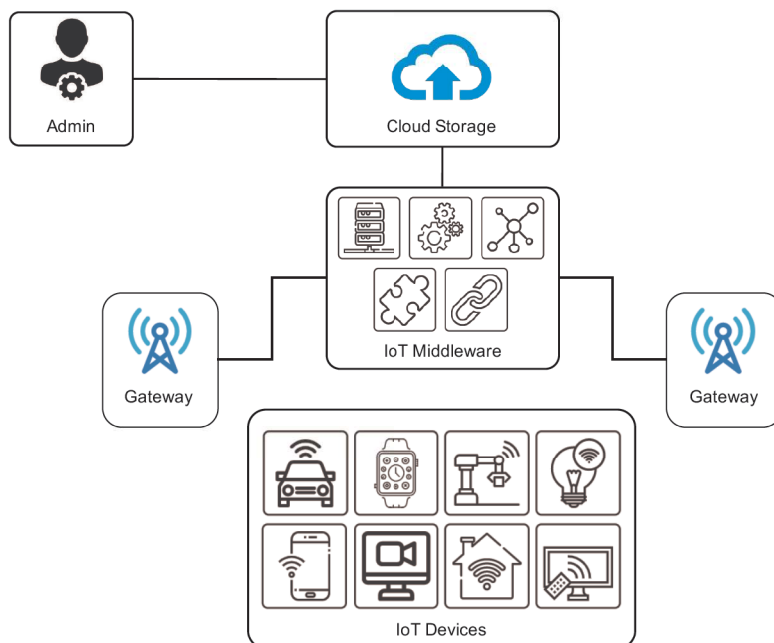 Admin
Cloud Storage
IoT Middleware
Gateway
Gateway
IoT Devices